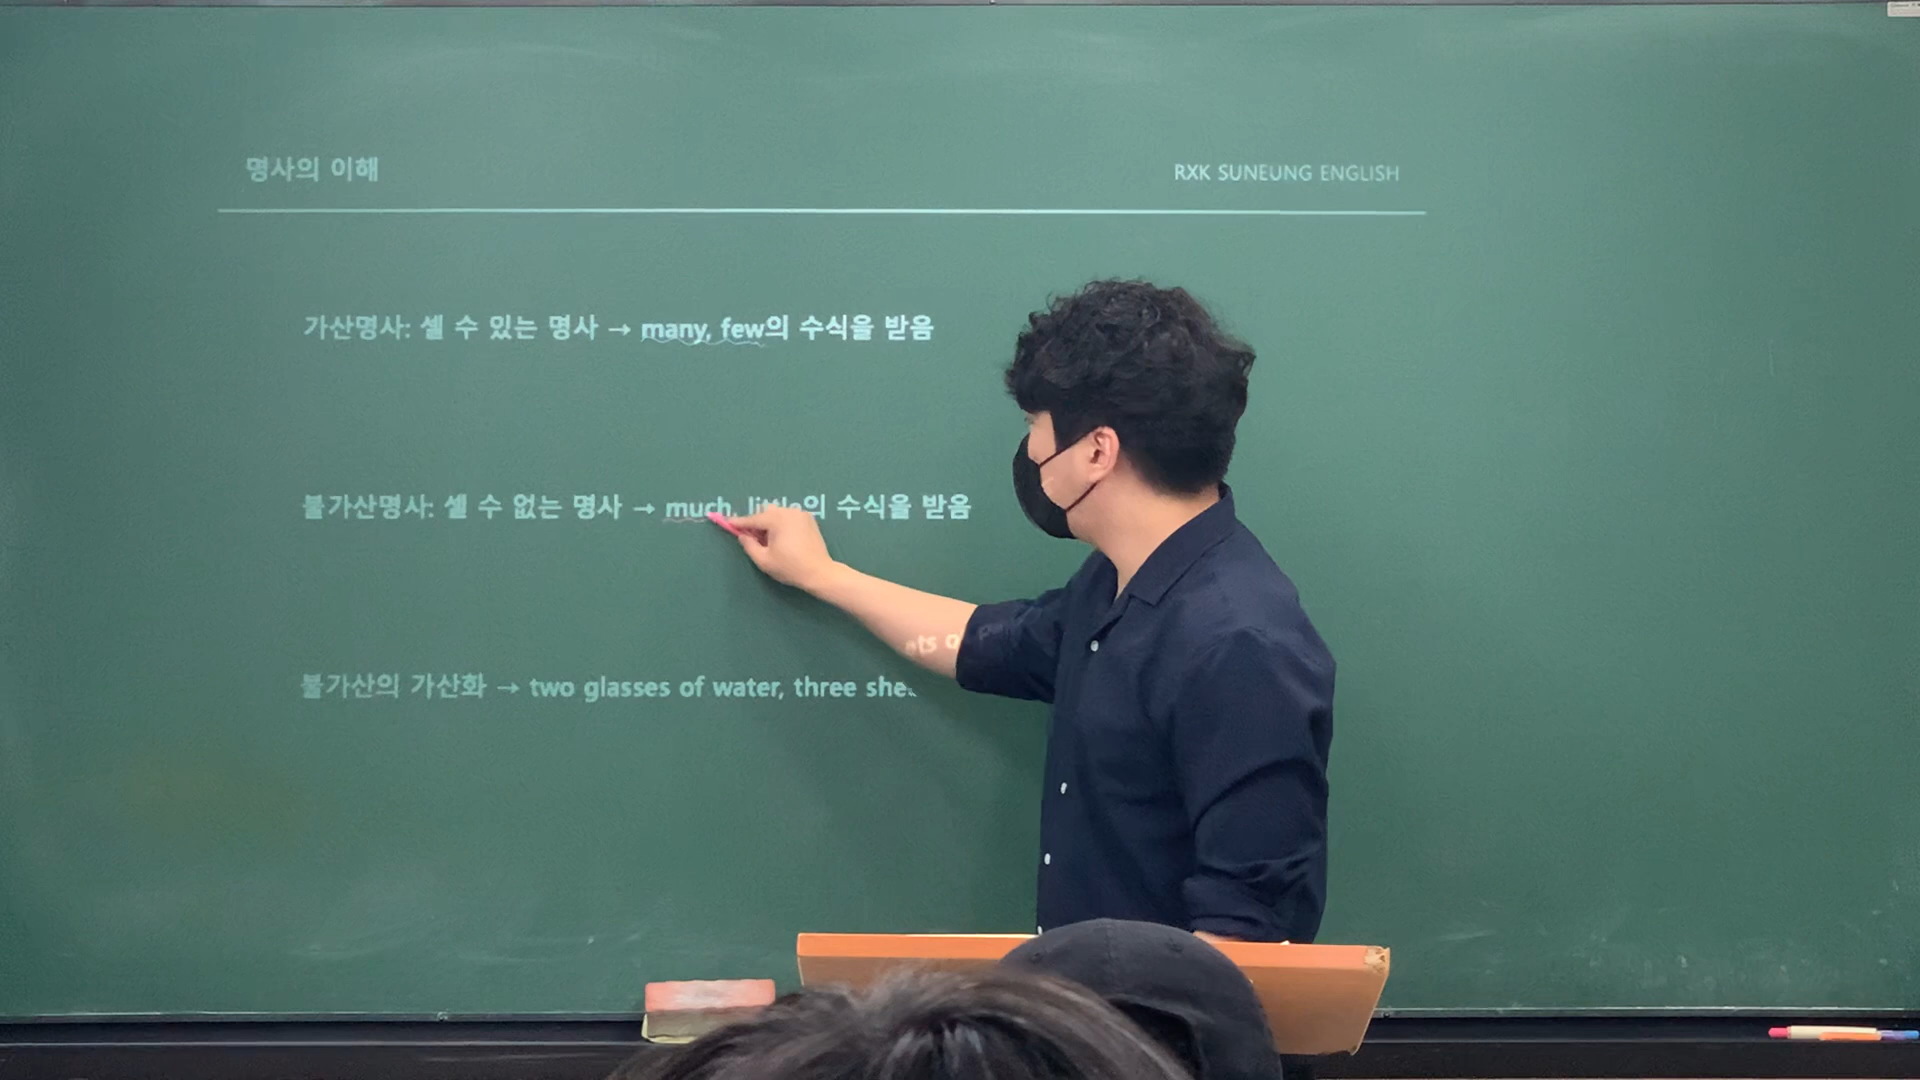 명사의 이해
RXK SUNEUNG ENGLISH
가산명사: 셀 수 있는 명사 → many, few의 수식을 받음
불가산명사: 셀 수 없는 명사 → much, little의 수식을 받음
불가산의 가산화 → two glasses of water, three sheets of